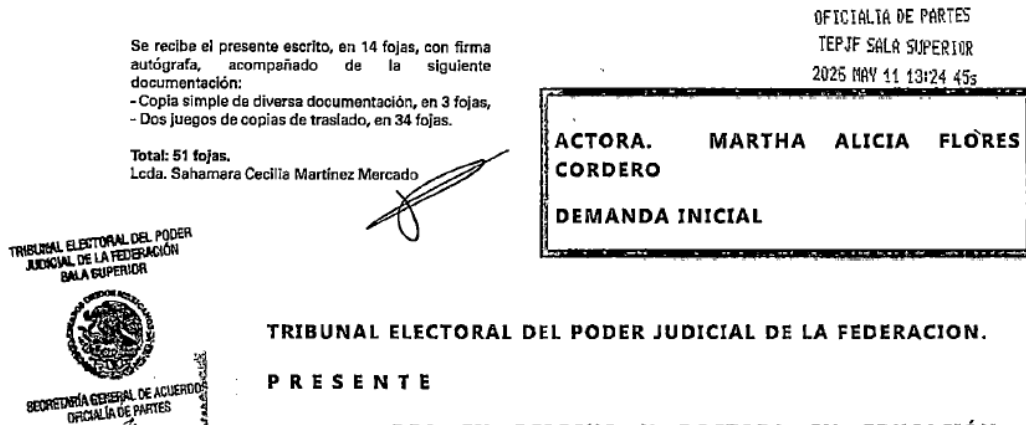 OFICIALIA DE PARTES
TEPJF SALA SUPERIOR
2025 MAY 11 13:24 45s
Se recibe el presente escrito, en 14 fojas, con firma
autógrafa, acompañado de la siguiente
documentación:
- Copia simple de diversa documentación, en 3 fojas,
- Dos juegos de copias de traslado, en 34 fojas.
Total: 51 fojas.
Lcda. Sahamara Cecilia Martínez Mercado
ACTORA. MARTHA ALICIA FLORES
CORDERO
DEMANDA INICIAL
TRIBUNAL ELECTORAL DEL PODER
JUDICIAL DE LA FEDERACIÓN
SALA SUPERIOR
SECRETARÍA GENERAL DE ACUERDOS
OFICIALÍA DE PARTES
TRIBUNAL ELECTORAL DEL PODER JUDICIAL DE LA FEDERACION.
P R E S E N T E